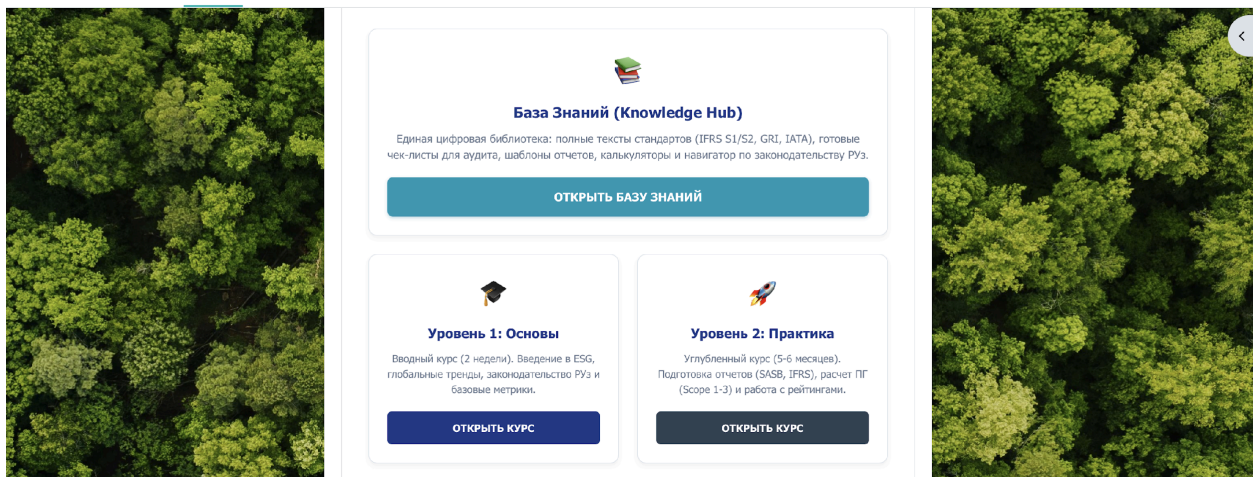 База Знаний (Knowledge Hub)
Единая цифровая библиотека: полные тексты стандартов (IFRS S1/S2, GRI, IATA), готовые
чек-листы для аудита, шаблоны отчетов, калькуляторы и навигатор по законодательству РУз.
ОТКРЫТЬ БАЗУ ЗНАНИЙ
Уровень 1: Основы
Вводный курс (2 недели). Введение в ESG,
глобальные тренды, законодательство РУз и
базовые метрики.
ОТКРЫТЬ КУРС
Уровень 2: Практика
Углубленный курс (5-6 месяцев).
Подготовка отчетов (SASB, IFRS), расчет ПГ
(Scope 1-3) и работа с рейтингами.
ОТКРЫТЬ КУРС